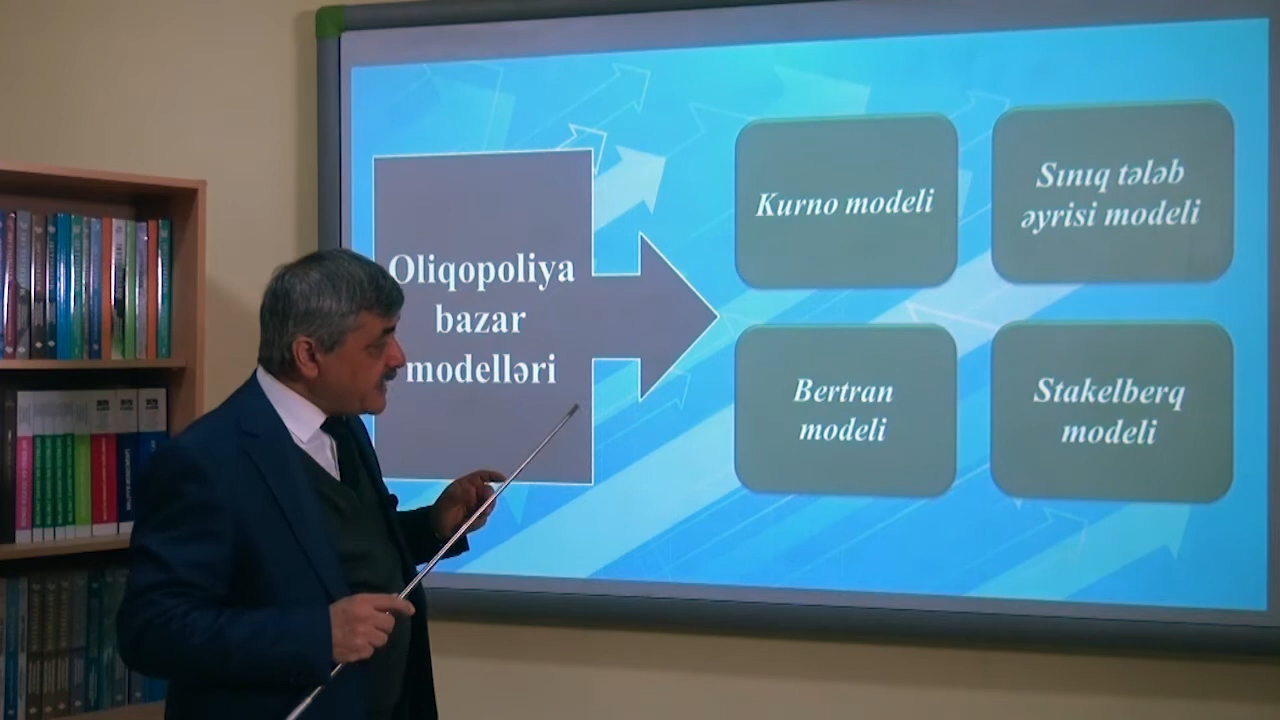 Oliqopoliya
bazar
modelləri
Kurno modeli
Sınıq tələb
əyrisi modeli
Bertran
modeli
Stakelberq
modeli